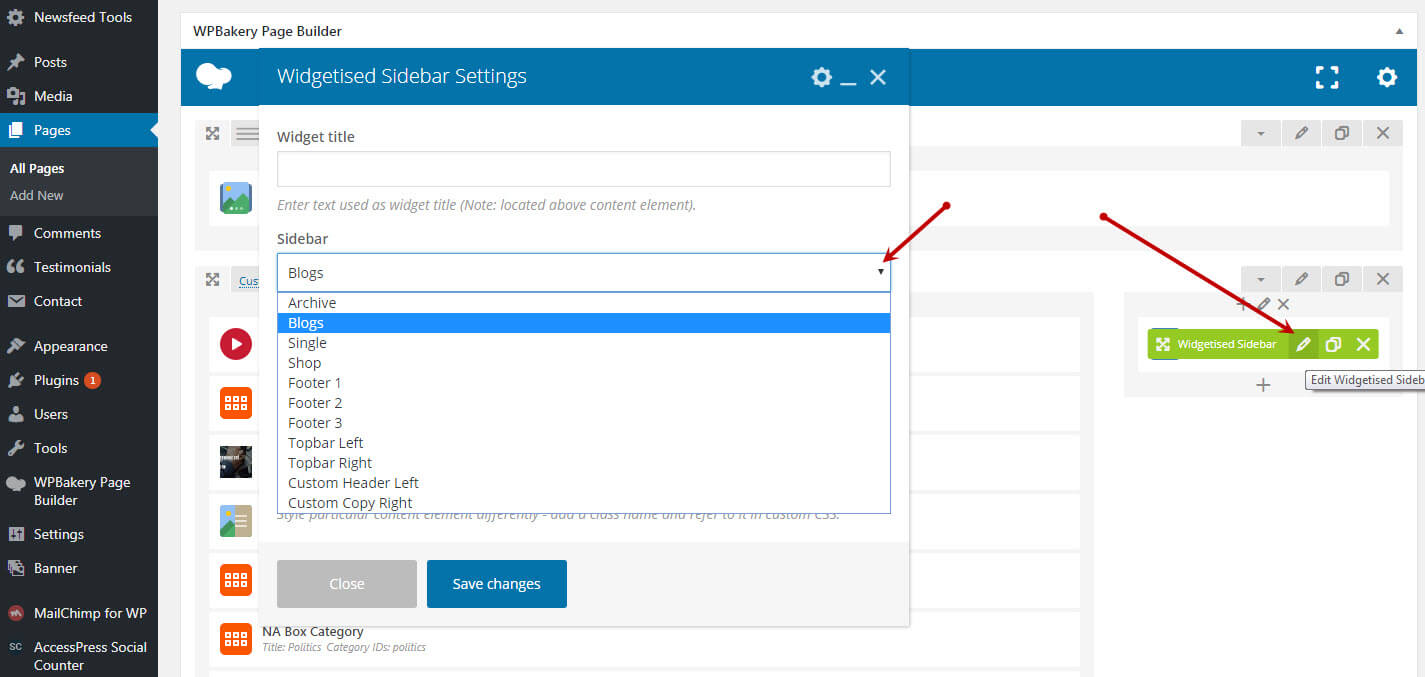 Newsfeed Tools
Posts
Media
Pages
All Pages
Add New
Comments
Testimonials
Contact
Appearance
Plugins 1
Users
Tools
WPBakery Page
Builder
Settings
Banner
MailChimp for WP
SC AccessPress Social
Counter
WPBakery Page Builder
Widgetised Sidebar Settings
Widget title
Enter text used as widget title (Note: located above content element).
Sidebar
Cus
Blogs
Archive
Blogs
Single
Shop
Footer 1
Footer 2
Footer 3
Topbar Left
Topbar Right
Custom Header Left
Custom Copy Right
Style particular content element differently - add a class name and refer to it in custom CSS.
Close
Save changes
NA Box Category
Title: Politics Category IDs: politics
Widgetised Sidebar
Edit Widgetised Sideb